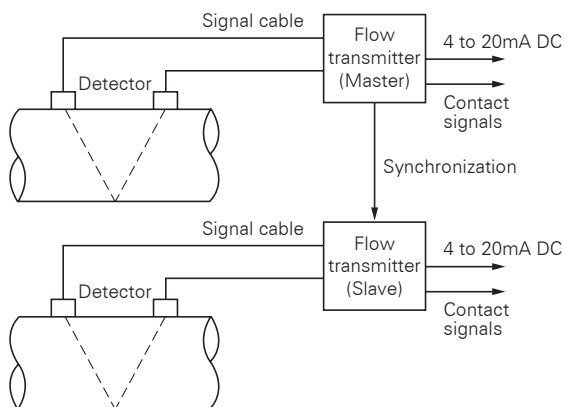 Signal cable
Flow
transmitter
(Master)
4 to 20mA DC
Detector
Contact
signals
Synchronization
Signal cable
Flow
transmitter
(Slave)
4 to 20mA DC
Detector
Contact
signals